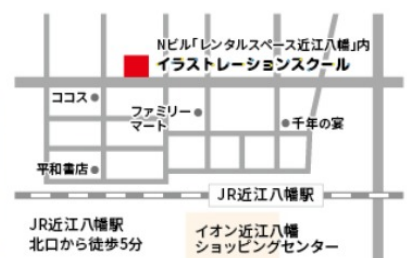 Nビル「レンタルスペース近江八幡」内
イラストレーションスクール
ココス
ファミリー
マート
千年の宴
平和書店
JR近江八幡駅
JR近江八幡駅
北口から徒歩5分
イオン近江八幡
ショッピングセンター